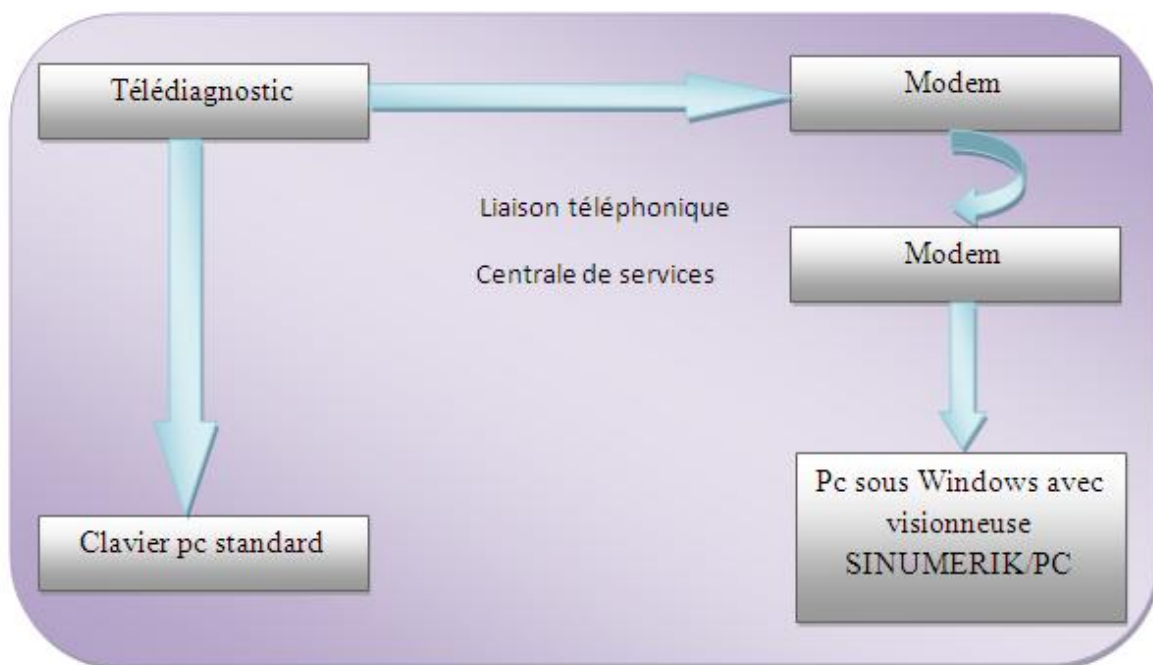 Télédiagnostic
Modem
Liaison téléphonique
Modem
Centrale de services
Pc sous Windows avec
visionneuse
SINUMERIK/PC
Clavier pc standard